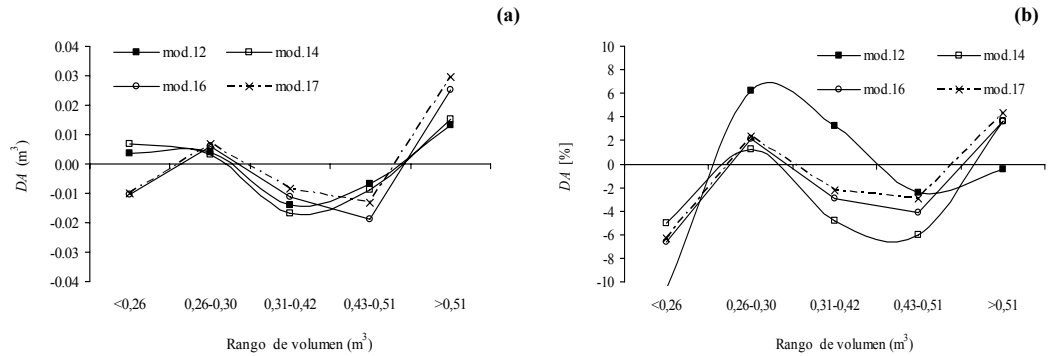 (a)
DA (m³)
0.04
0.03
0.02
0.01
0.00
-0.01
-0.02
-0.03
-0.04
mod.12
mod.14
mod.16
mod.17
<0,26
0,26-0,30
0,31-0,42
0,43-0,51
>0,51
Rango de volumen (m³)
(b)
DA [%]
10
8
6
4
2
0
-2
-4
-6
-8
-10
mod.12
mod.14
mod.16
mod.17
<0,26
0,26-0,30
0,31-0,42
0,43-0,51
>0,51
Rango de volumen (m³)